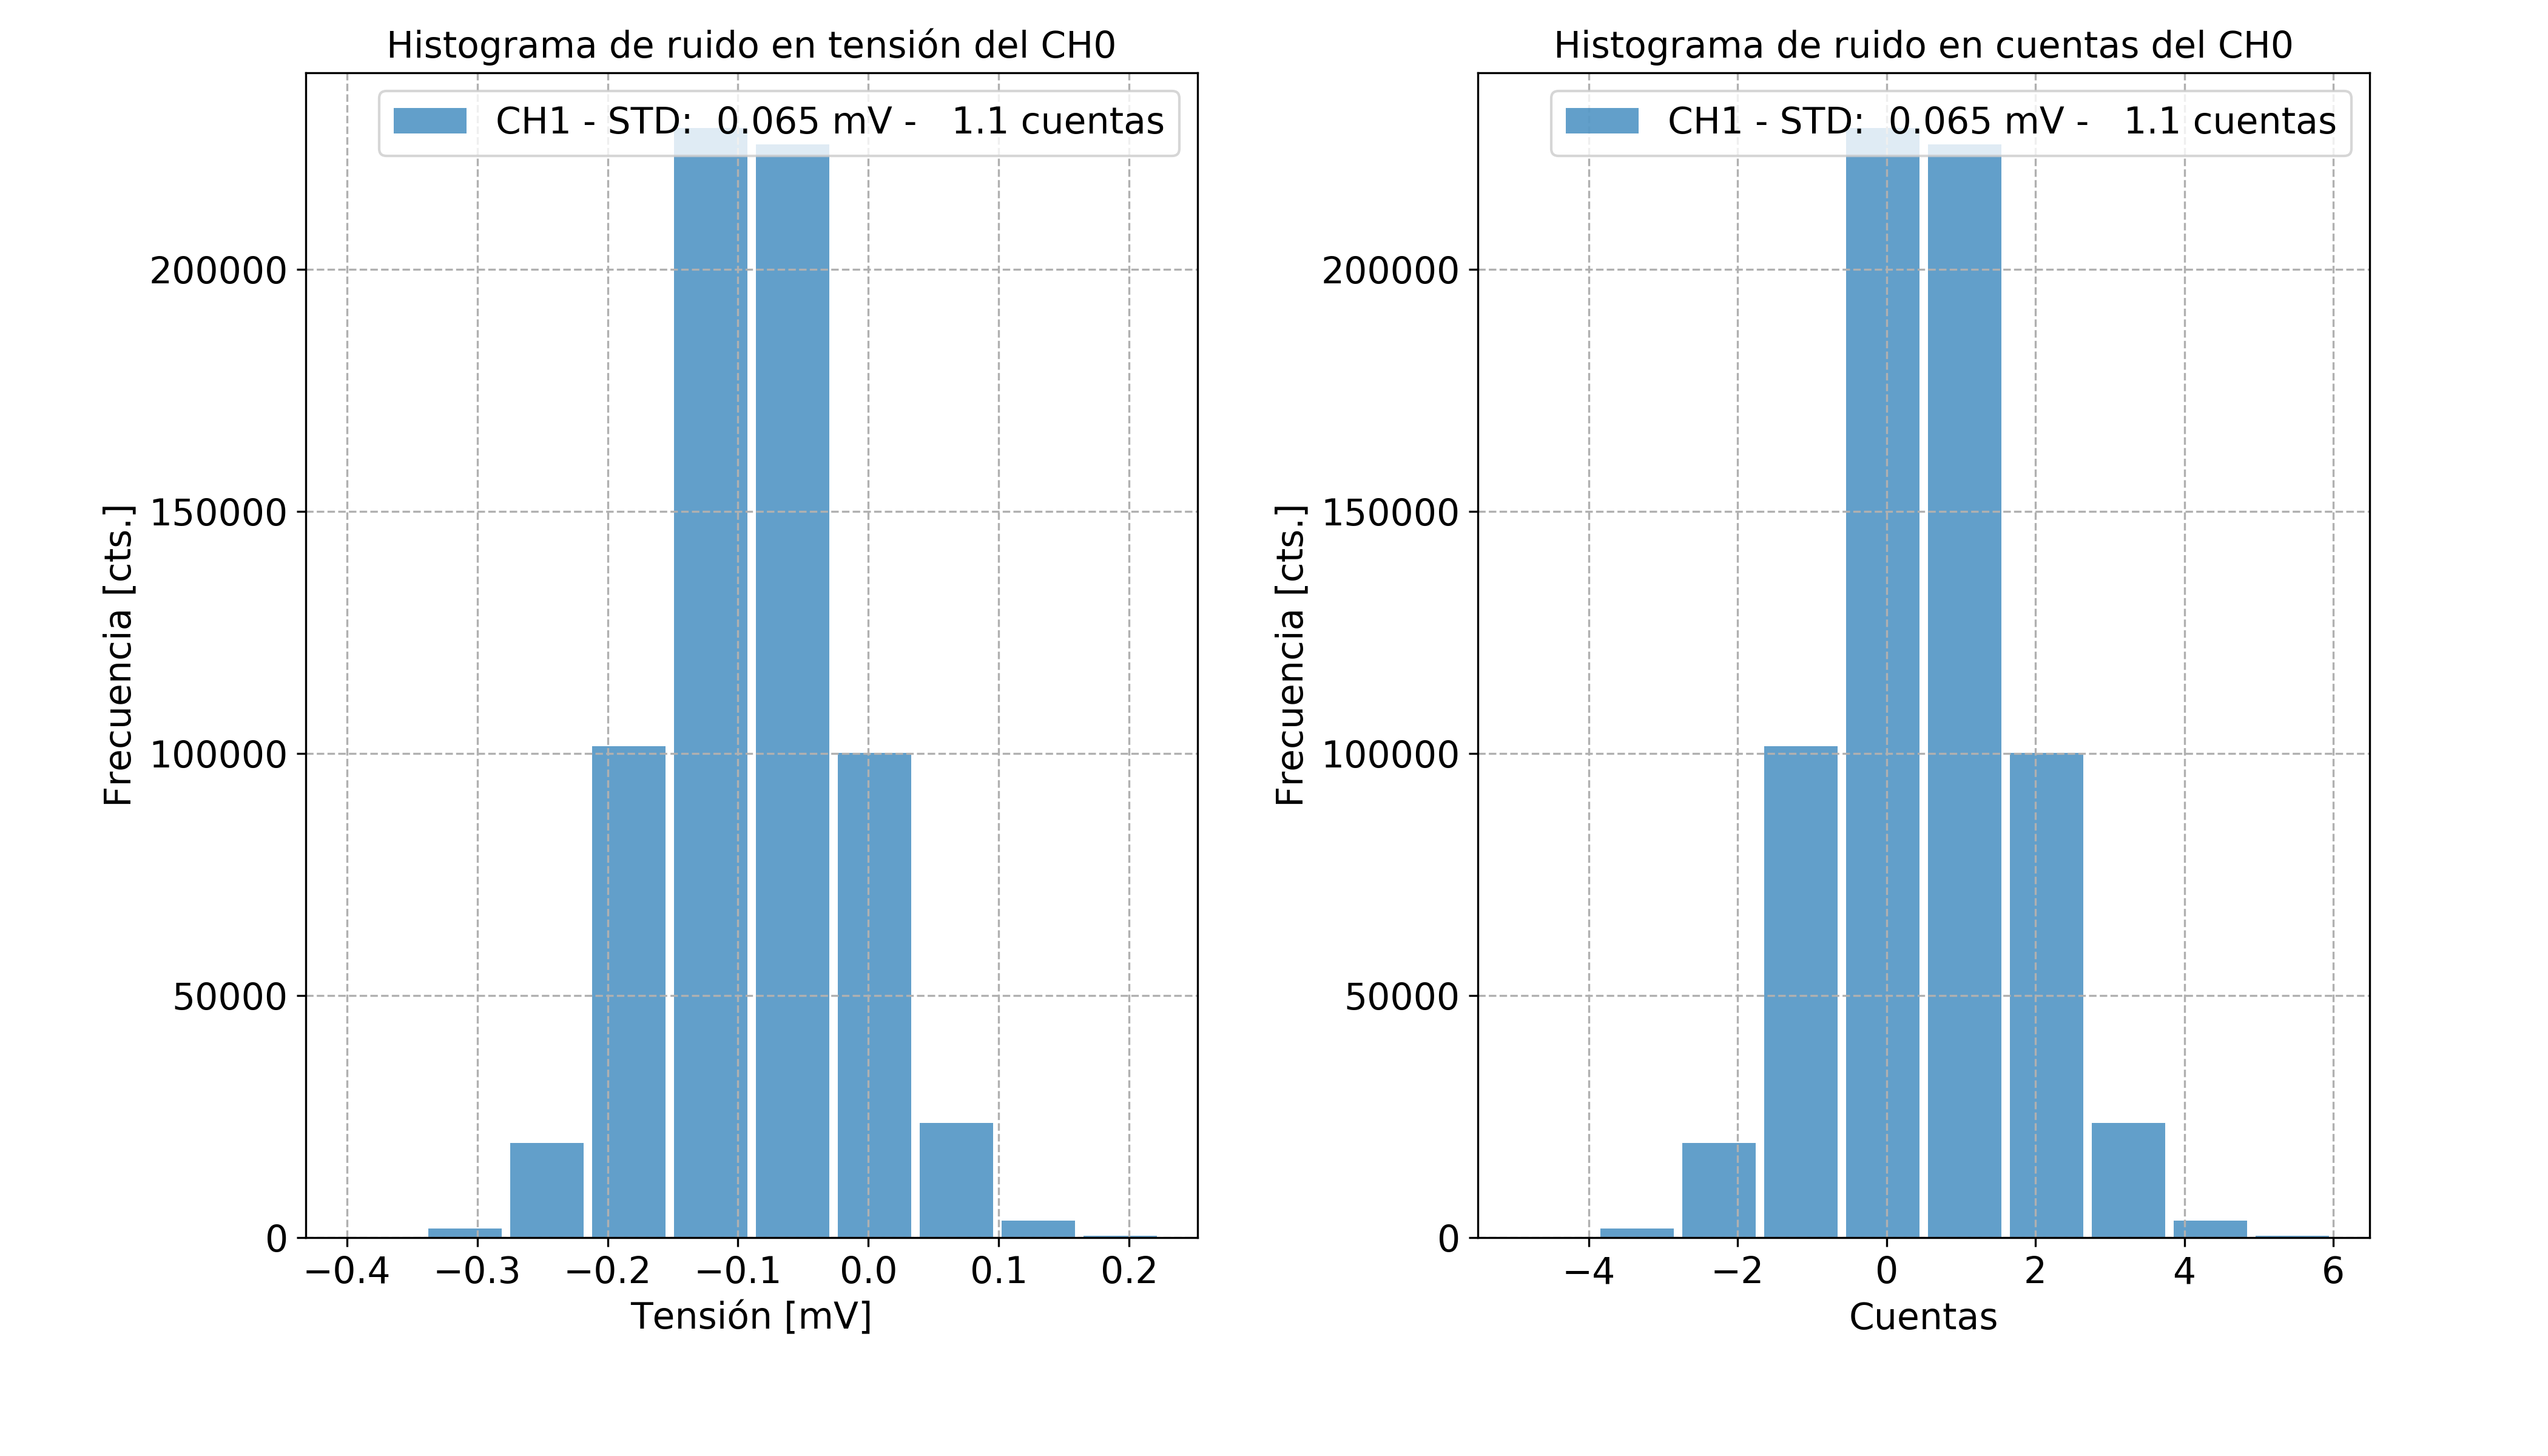 Histograma de ruido en tensión del CH0
CH1 - STD:  0.065 mV -   1.1 cuentas
Frecuencia [cts.]
200000
150000
100000
50000
0
−0.4 −0.3 −0.2 −0.1 0.0 0.1 0.2
Tensión [mV]
Histograma de ruido en cuentas del CH0
CH1 - STD:  0.065 mV -   1.1 cuentas
Frecuencia [cts.]
200000
150000
100000
50000
0
−4 −2 0 2 4 6
Cuentas